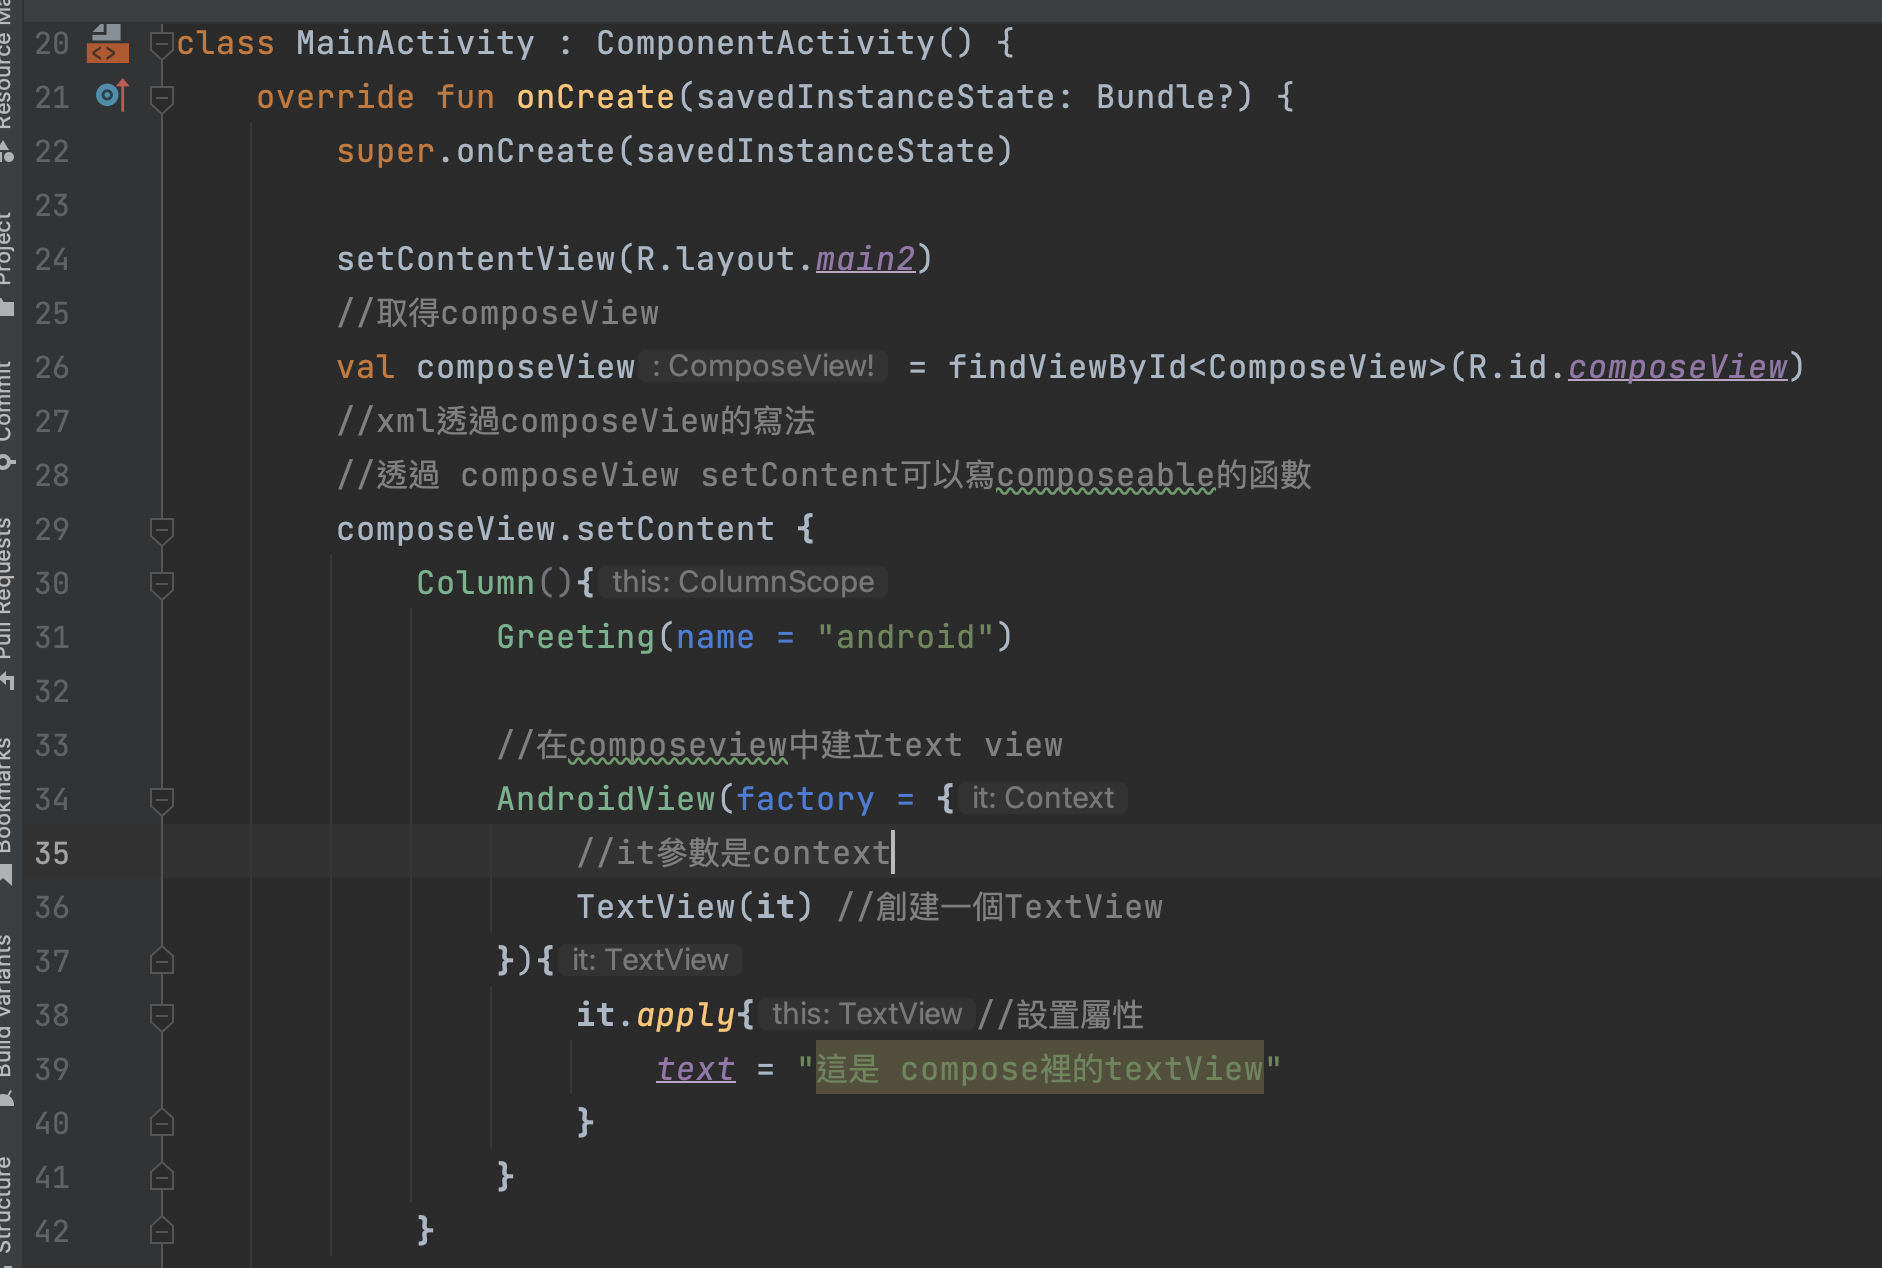 Resource Ma
Project
Commit
Pull Requests
Bookmarks
Build Variants
Structure
20 class MainActivity : ComponentActivity() {
21 override fun onCreate(savedInstanceState: Bundle?) {
22 super.onCreate(savedInstanceState)
23
24 setContentView(R.layout.main2)
25 //取得composeView
26 val composeView : ComposeView! = findViewById<ComposeView>(R.id.composeView)
27 //xml透過composeView的寫法
28 //透過 composeView setContent可以寫composeable的函數
29 composeView.setContent {
30 Column(){ this: ColumnScope
31 Greeting(name = "android")
32
33 //在composeview中建立text view
34 AndroidView(factory = { it: Context
35 //it參數是context
36 TextView(it) //創建一個TextView
37 }){ it: TextView
38 it.apply{ this: TextView //設置屬性
39 text = "這是 compose裡的textView"
40 }
41 }
42 }